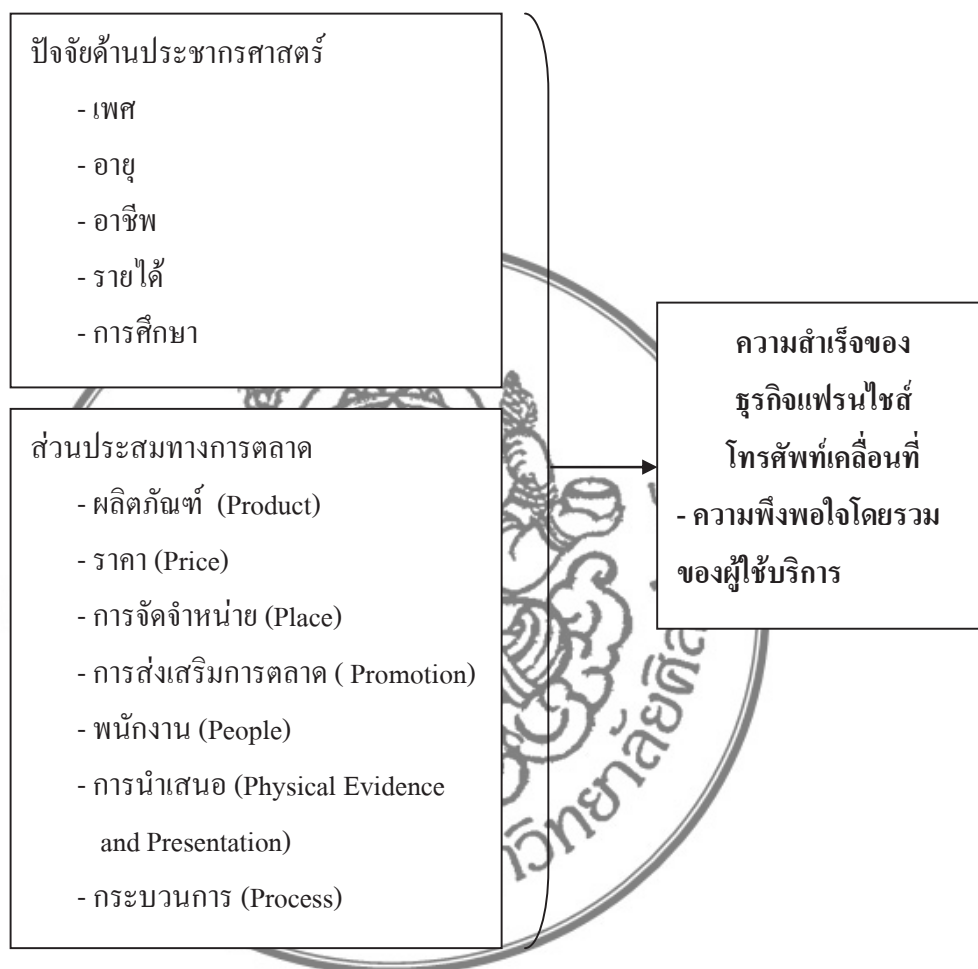 ปัจจัยด้านประชากรศาสตร์
- เพศ
- อายุ
- อาชีพ
- รายได้
- การศึกษา
ส่วนประสมทางการตลาด
- ผลิตภัณฑ์ (Product)
- ราคา (Price)
- การจัดจำหน่าย (Place)
- การส่งเสริมการตลาด ( Promotion)
- พนักงาน (People)
- การนำเสนอ (Physical Evidence
and Presentation)
- กระบวนการ (Process)
ความสำเร็จของ
ธุรกิจแฟรนไชส์
โทรศัพท์เคลื่อนที่
- ความพึงพอใจโดยรวม
ของผู้ใช้บริการ